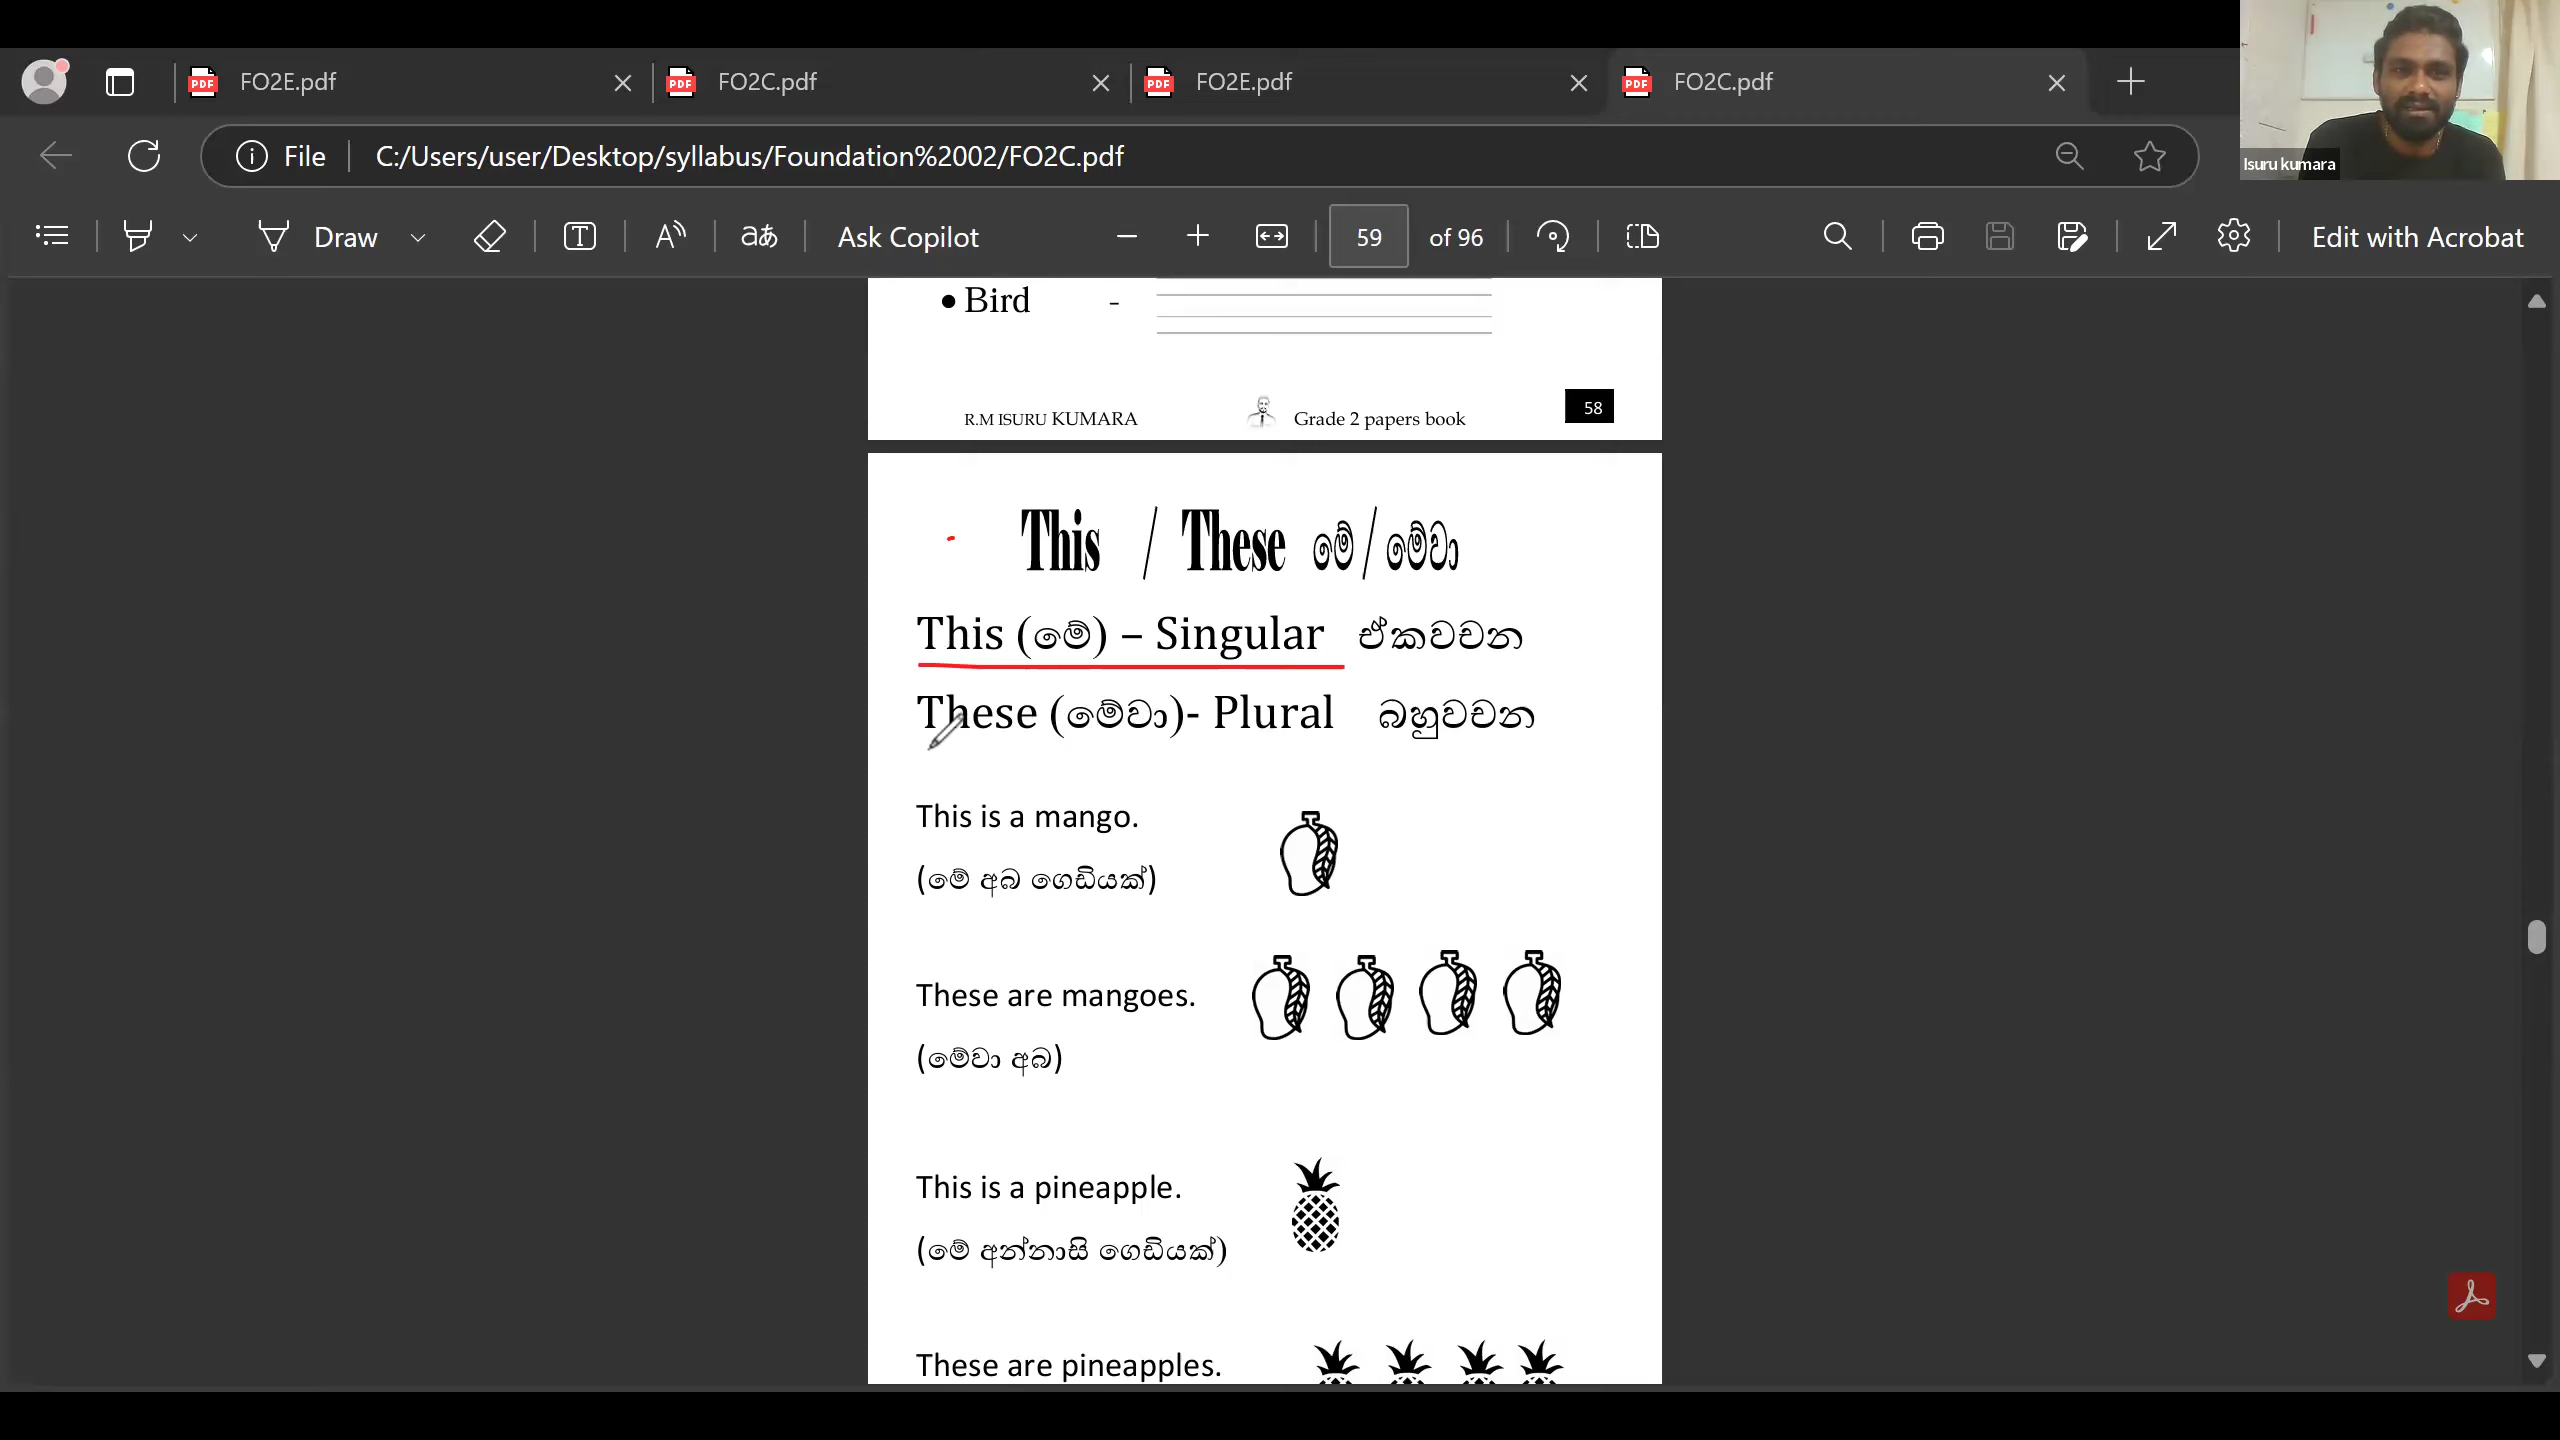 FO2E.pdf
FO2C.pdf
FO2E.pdf
FO2C.pdf
File
C:/Users/user/Desktop/syllabus/Foundation%2002/FO2C.pdf
Isuru kumara
Draw
Ask Copilot
59 of 96
Edit with Acrobat
• Bird -
R.M ISURU KUMARA Grade 2 papers book 58
This / These මේ/මේවා
This (මේ) – Singular ඒකවචන
These (මේවා)- Plural බහුවචන
This is a mango.
(මේ අබ ගෙඩියක්)
These are mangoes.
(මේවා අබ)
This is a pineapple.
(මේ අන්නාසි ගෙඩියක්)
These are pineapples.